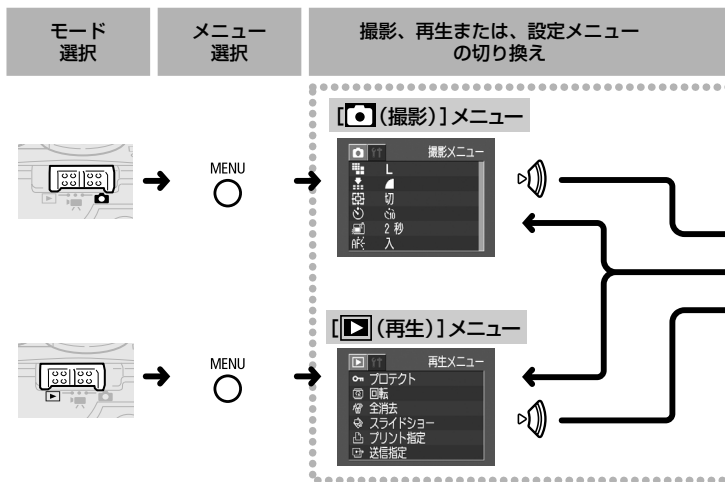 モード
選択
メニュー
選択
撮影、再生または、設定メニュー
の切り換え
[(撮影)]メニュー
撮影メニュー
L
切
2 秒
AF
入
MENU
[(再生)]メニュー
再生メニュー
プロテクト
回転
全消去
スライドショー
プリント指定
送信指定
MENU